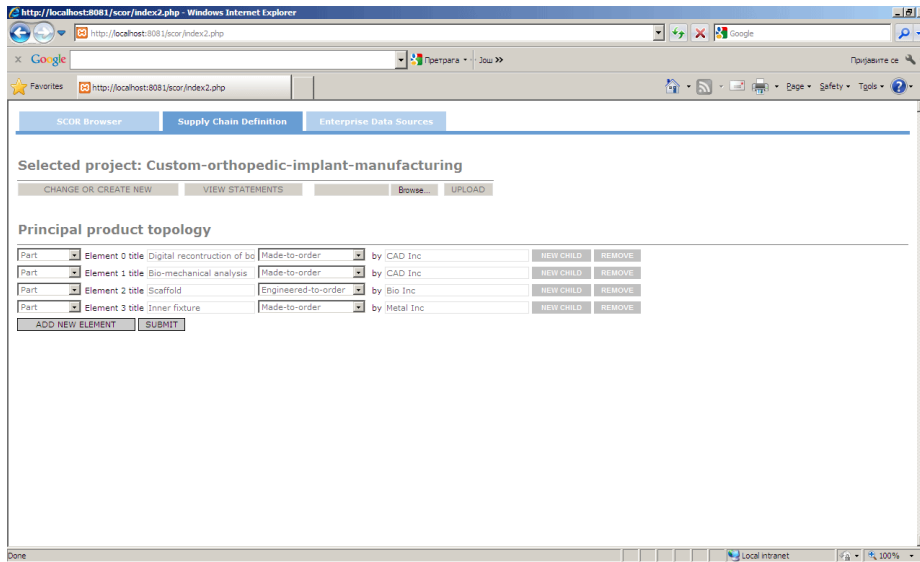 http://localhost:8081/scor/index2.php - Windows Internet Explorer
http://localhost:8081/scor/index2.php
Google
x Google Претрага Још »» Пријавите се
Favorites http://localhost:8081/scor/index2.php Page Safety Tools
SCOR Browser Supply Chain Definition Enterprise Data Sources
Selected project: Custom-orthopedic-implant-manufacturing
CHANGE OR CREATE NEW VIEW STATEMENTS Browse... UPLOAD
Principal product topology
Part Element 0 title Digital recontruction of bo Made-to-order by CAD Inc NEW CHILD REMOVE
Part Element 1 title Bio-mechanical analysis Made-to-order by CAD Inc NEW CHILD REMOVE
Part Element 2 title Scaffold Engineered-to-order by Bio Inc NEW CHILD REMOVE
Part Element 3 title Inner fixture Made-to-order by Metal Inc NEW CHILD REMOVE
ADD NEW ELEMENT SUBMIT
Done Local intranet 100%